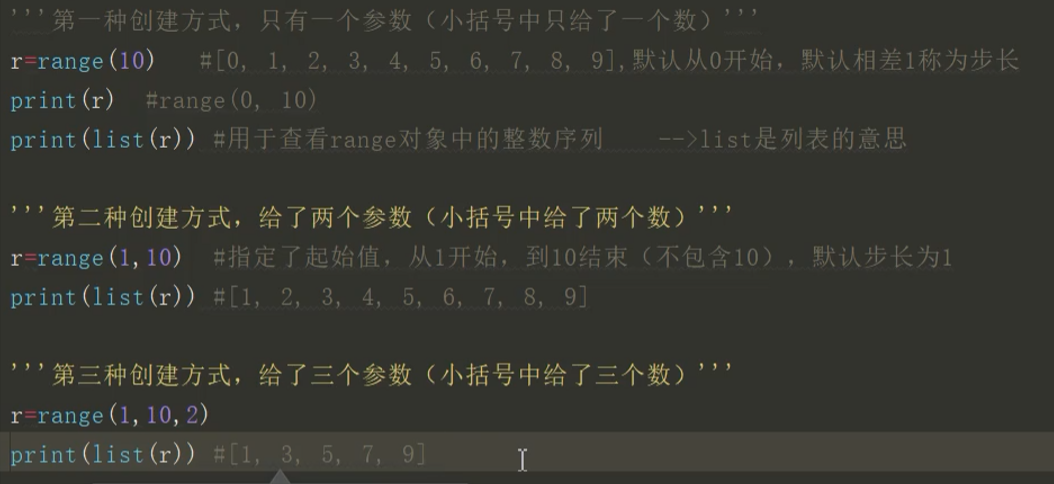 '''第一种创建方式，只有一个参数（小括号中只给了一个数）'''
r=range(10)   #[0, 1, 2, 3, 4, 5, 6, 7, 8, 9],默认从0开始，默认相差1称为步长
print(r)  #range(0, 10)
print(list(r)) #用于查看range对象中的整数序列    -->list是列表的意思
'''第二种创建方式，给了两个参数（小括号中给了两个数）'''
r=range(1,10)  #指定了起始值，从1开始，到10结束（不包含10），默认步长为1
print(list(r)) #[1, 2, 3, 4, 5, 6, 7, 8, 9]
'''第三种创建方式，给了三个参数（小括号中给了三个数）'''
r=range(1,10,2)
print(list(r)) #[1, 3, 5, 7, 9]